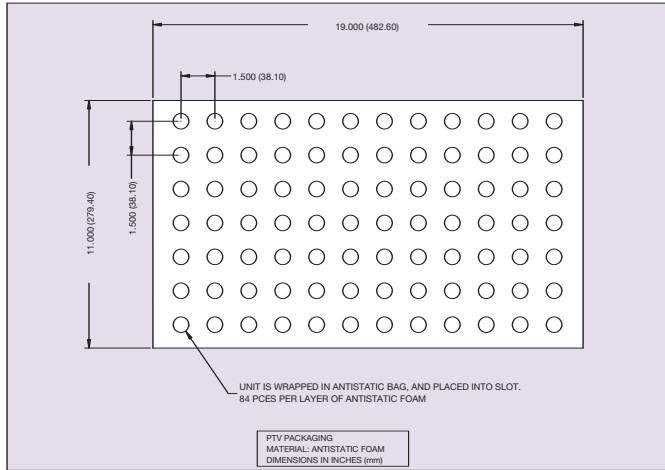 19.000 (482.60)
1.500 (38.10)
11.000 (279.40)
1.500 (38.10)
UNIT IS WRAPPED IN ANTISTATIC BAG, AND PLACED INTO SLOT.
84 PCES PER LAYER OF ANTISTATIC FOAM
PTV PACKAGING
MATERIAL: ANTISTATIC FOAM
DIMENSIONS IN INCHES (mm)